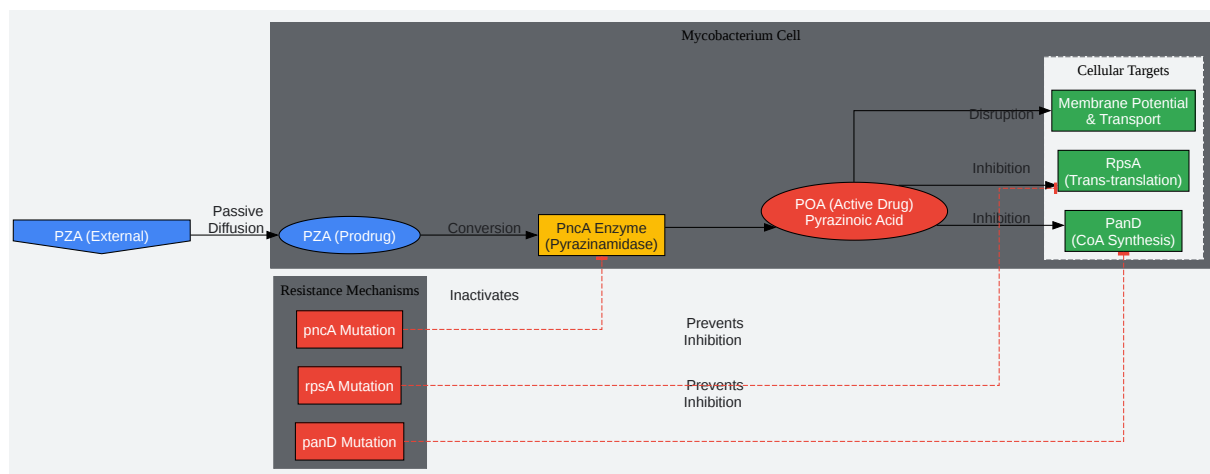 Mycobacterium Cell
Cellular Targets
Membrane Potential
& Transport
Disruption
RpsA
(Trans-translation)
Inhibition
POA (Active Drug)
Pyrazinoic Acid
PanD
(CoA Synthesis)
Inhibition
Passive
Diffusion
PZA (External)
PZA (Prodrug)
Conversion
PncA Enzyme
(Pyrazinamidase)
Resistance Mechanisms
Inactivates
pncA Mutation
Prevents
Inhibition
rpsA Mutation
Prevents
Inhibition
panD Mutation